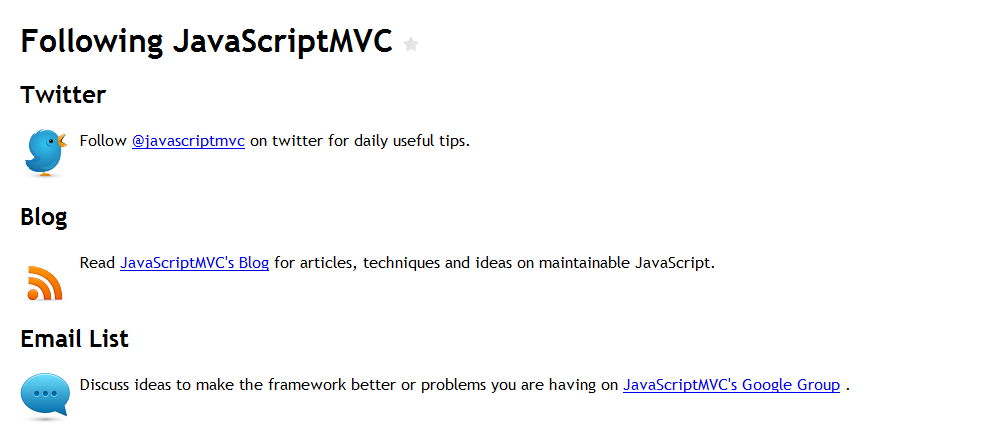 Following JavaScriptMVC
Twitter
Follow @javascriptmvc on twitter for daily useful tips.
Blog
Read JavaScriptMVC's Blog for articles, techniques and ideas on maintainable JavaScript.
Email List
Discuss ideas to make the framework better or problems you are having on JavaScriptMVC's Google Group .